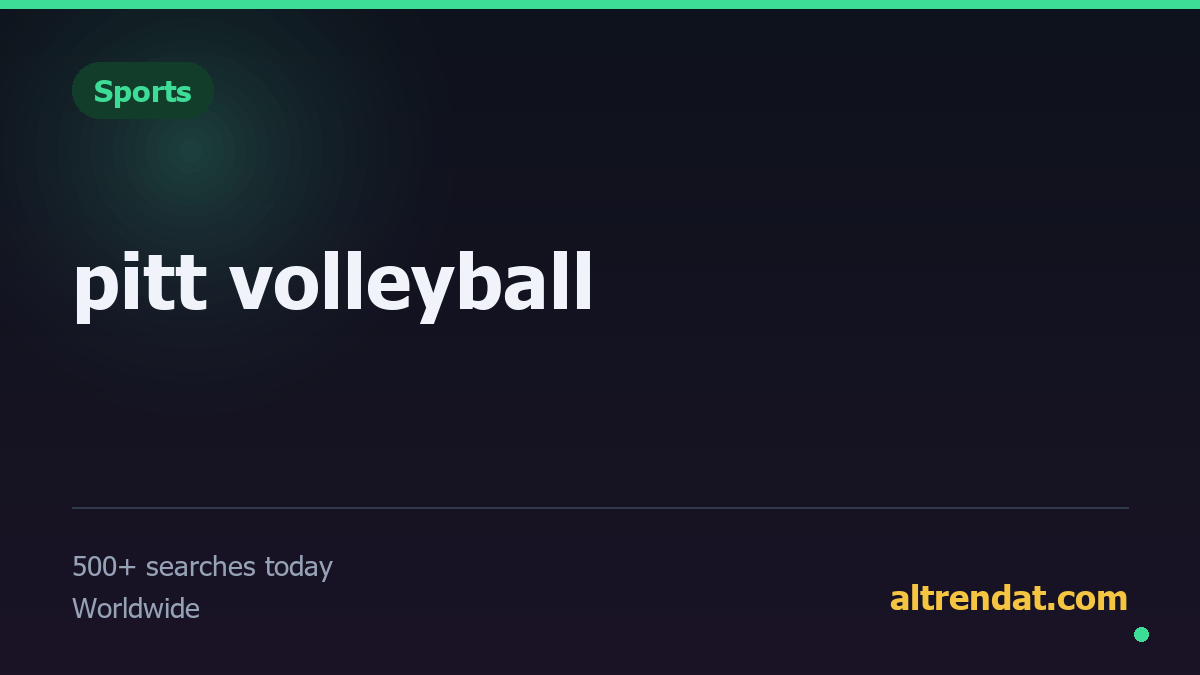 Sports
pitt volleyball
500+ searches today
Worldwide
altrendat.com